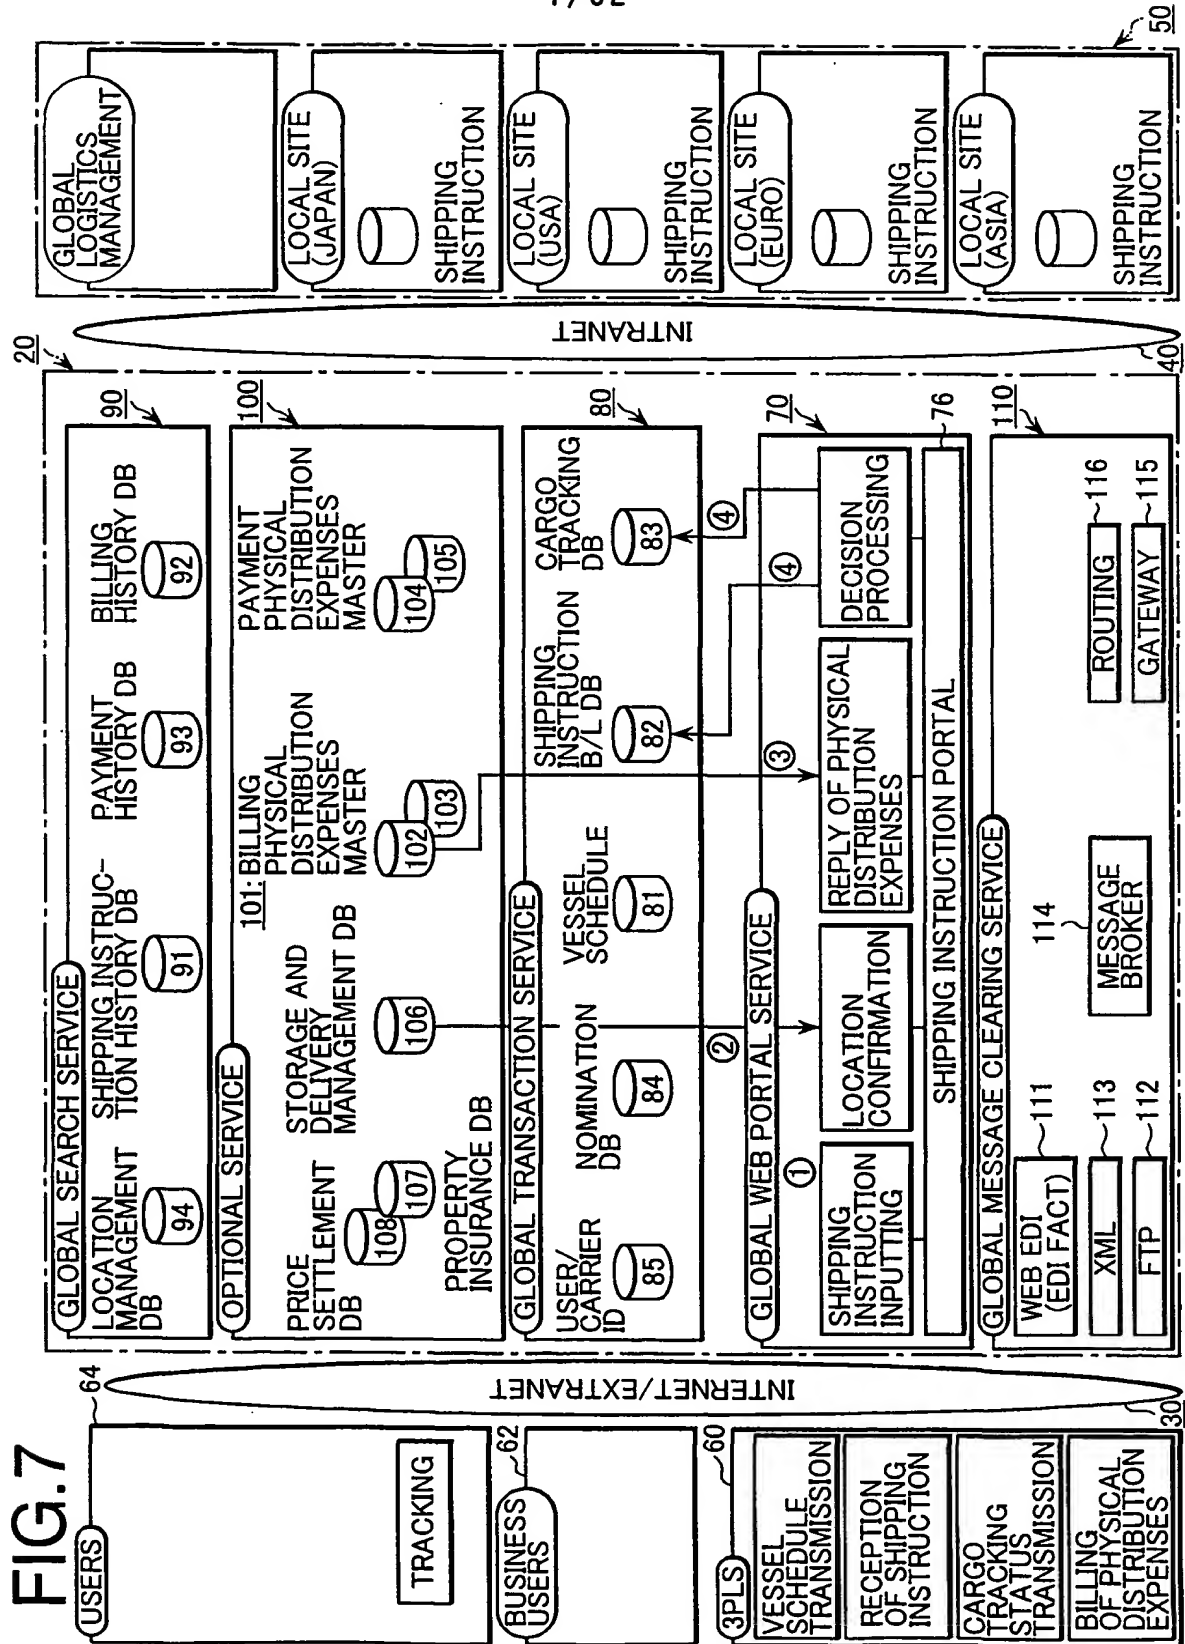 FIG.7
USERS
64
TRACKING
BUSINESS
USERS
62
3PLS
60
VESSEL
SCHEDULE
TRANSMISSION
RECEPTION
OF SHIPPING
INSTRUCTION
CARGO
TRACKING
STATUS
TRANSMISSION
BILLING
OF PHYSICAL
DISTRIBUTION
EXPENSES
INTERNET/EXTRANET
30
20
GLOBAL SEARCH SERVICE
90
LOCATION
MANAGEMENT
DB
94
SHIPPING INSTRUC-
TION HISTORY DB
91
PAYMENT
HISTORY DB
93
BILLING
HISTORY DB
92
OPTIONAL SERVICE
100
PRICE
SETTLEMENT
DB
108
107
PROPERTY
INSURANCE DB
STORAGE AND
DELIVERY
MANAGEMENT DB
106
101: BILLING
PHYSICAL
DISTRIBUTION
EXPENSES
MASTER
102
103
PAYMENT
PHYSICAL
DISTRIBUTION
EXPENSES
MASTER
104
105
GLOBAL TRANSACTION SERVICE
80
USER/
CARRIER
ID
85
NOMINATION
DB
84
VESSEL
SCHEDULE
81
SHIPPING
INSTRUCTION
B/L DB
82
CARGO
TRACKING
DB
83
GLOBAL WEB PORTAL SERVICE
70
①
②
③
④
④
SHIPPING
INSTRUCTION
INPUTTING
LOCATION
CONFIRMATION
REPLY OF PHYSICAL
DISTRIBUTION
EXPENSES
DECISION
PROCESSING
SHIPPING INSTRUCTION PORTAL
76
GLOBAL MESSAGE CLEARING SERVICE
110
WEB EDI
(EDI FACT)
111
XML
113
FTP
112
114
MESSAGE
BROKER
ROUTING
116
GATEWAY
115
INTRANET
40
50
GLOBAL
LOGISTICS
MANAGEMENT
LOCAL SITE
(JAPAN)
SHIPPING
INSTRUCTION
LOCAL SITE
(USA)
SHIPPING
INSTRUCTION
LOCAL SITE
(EURO)
SHIPPING
INSTRUCTION
LOCAL SITE
(ASIA)
SHIPPING
INSTRUCTION